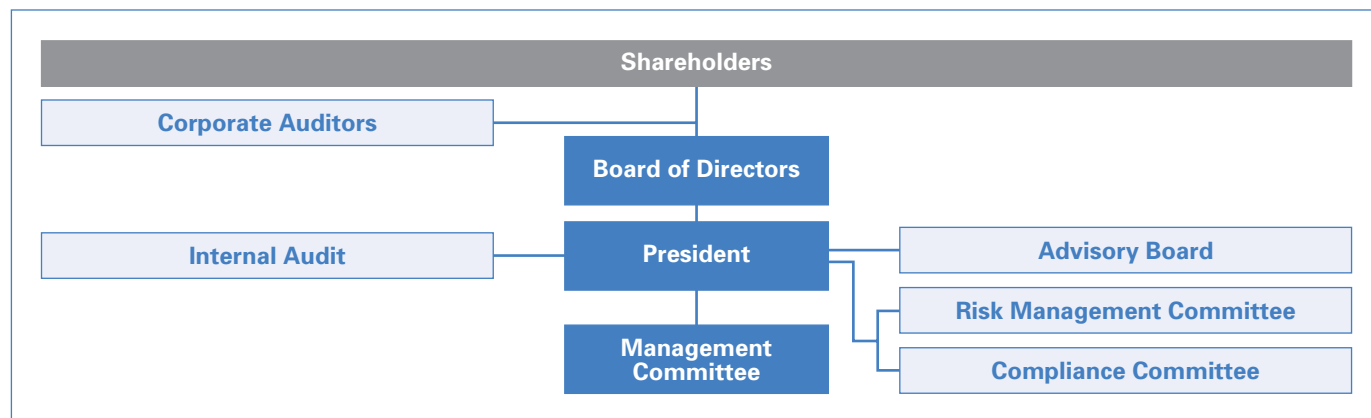 Shareholders
Corporate Auditors
Board of Directors
Internal Audit
President
Advisory Board
Risk Management Committee
Management
Committee
Compliance Committee